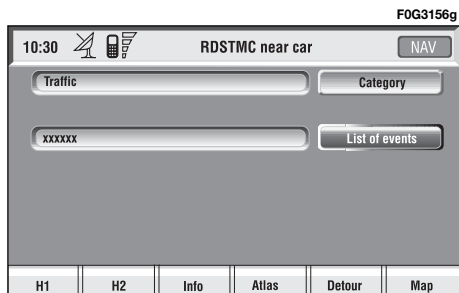 F0G3156g
10:30 RDSTMC near car NAV
Traffic Category
xxxxxx List of events
H1 H2 Info Atlas Detour Map